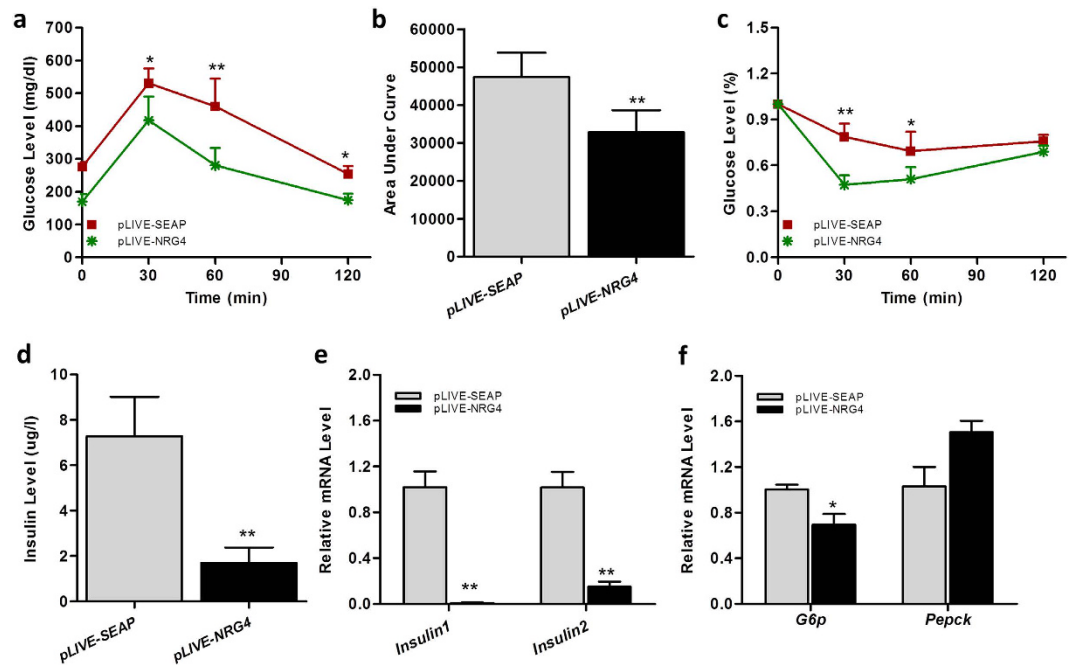 a
700
600
500
400
300
200
100
0
Glucose Level (mg/dl)
*
**
*
pLIVE-SEAP
pLIVE-NRG4
0 30 60 90 120
Time (min)
b
60000
50000
40000
30000
20000
10000
0
Area Under Curve
**
pLIVE-SEAP
pLIVE-NRG4
c
1.5
1.2
0.9
0.6
0.3
0.0
Glucose Level (%)
**
*
pLIVE-SEAP
pLIVE-NRG4
0 30 60 90 120
Time (min)
d
10
8
6
4
2
0
Insulin Level (ug/l)
**
pLIVE-SEAP
pLIVE-NRG4
e
2.0
1.6
1.2
0.8
0.4
0.0
Relative mRNA Level
pLIVE-SEAP
pLIVE-NRG4
**
**
Insulin1 Insulin2
f
2.0
1.6
1.2
0.8
0.4
0.0
Relative mRNA Level
pLIVE-SEAP
pLIVE-NRG4
*
G6p Pepck